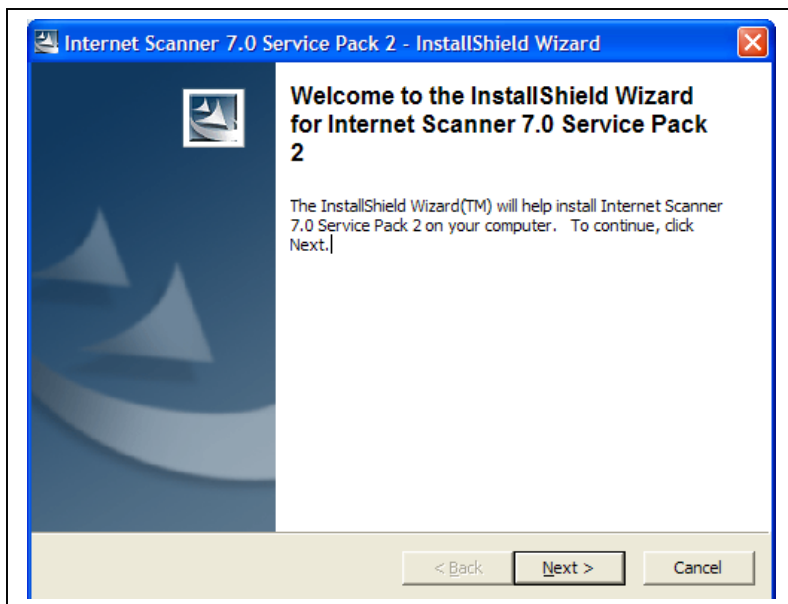 Internet Scanner 7.0 Service Pack 2 - InstallShield Wizard
Welcome to the InstallShield Wizard
for Internet Scanner 7.0 Service Pack
2
The InstallShield Wizard(TM) will help install Internet Scanner
7.0 Service Pack 2 on your computer.   To continue, click
Next.
< Back Next > Cancel